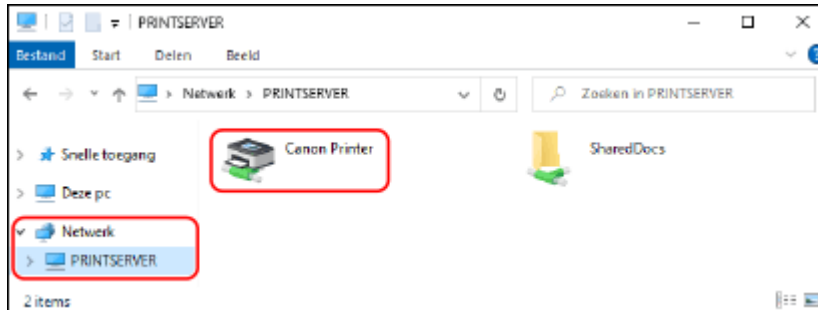 PRINTSERVER
Bestand Start Delen Beeld
Netwerk > PRINTSERVER
Zoeken in PRINTSERVER
Snelle toegang
Deze pc
Netwerk
PRINTSERVER
Canon Printer
SharedDocs
2 items